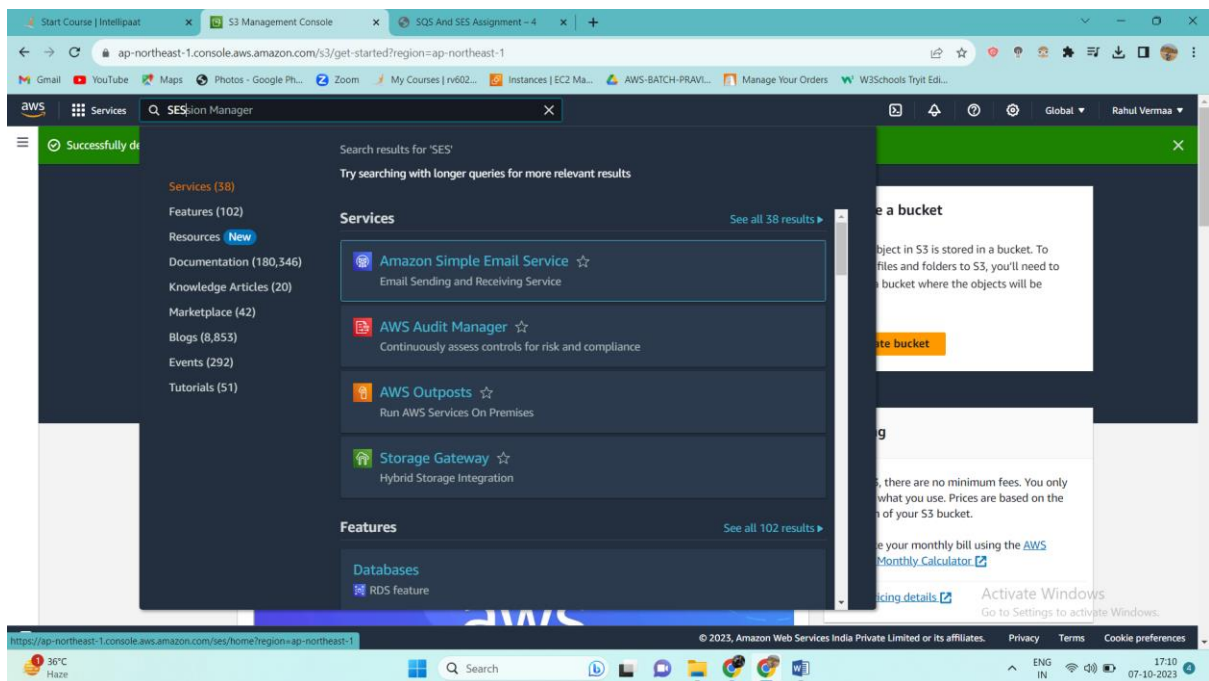 Start Course | Intellipaat
S3 Management Console
SQS And SES Assignment – 4
ap-northeast-1.console.aws.amazon.com/s3/get-started?region=ap-northeast-1
Gmail
YouTube
Maps
Photos - Google Ph...
Zoom
My Courses | rv602...
Instances | EC2 Ma...
AWS-BATCH-PRAVI...
Manage Your Orders
W3Schools Tryit Edi...
aws
Services
SESsion Manager
Global
Rahul Vermaa
Successfully de
Search results for 'SES'
Try searching with longer queries for more relevant results
Services (38)
Features (102)
Resources New
Documentation (180,346)
Knowledge Articles (20)
Marketplace (42)
Blogs (8,853)
Events (292)
Tutorials (51)
Services
See all 38 results
Amazon Simple Email Service
Email Sending and Receiving Service
AWS Audit Manager
Continuously assess controls for risk and compliance
AWS Outposts
Run AWS Services On Premises
Storage Gateway
Hybrid Storage Integration
Features
See all 102 results
Databases
RDS feature
e a bucket
bject in S3 is stored in a bucket. To
files and folders to S3, you'll need to
bucket where the objects will be
ate bucket
g
, there are no minimum fees. You only
what you use. Prices are based on the
n of your S3 bucket.
e your monthly bill using the AWS
Monthly Calculator
icing details
Activate Windows
Go to Settings to activate Windows.
https://ap-northeast-1.console.aws.amazon.com/ses/home?region=ap-northeast-1
© 2023, Amazon Web Services India Private Limited or its affiliates.
Privacy
Terms
Cookie preferences
1
36°C
Haze
Search
ENG
IN
17:10
07-10-2023
4